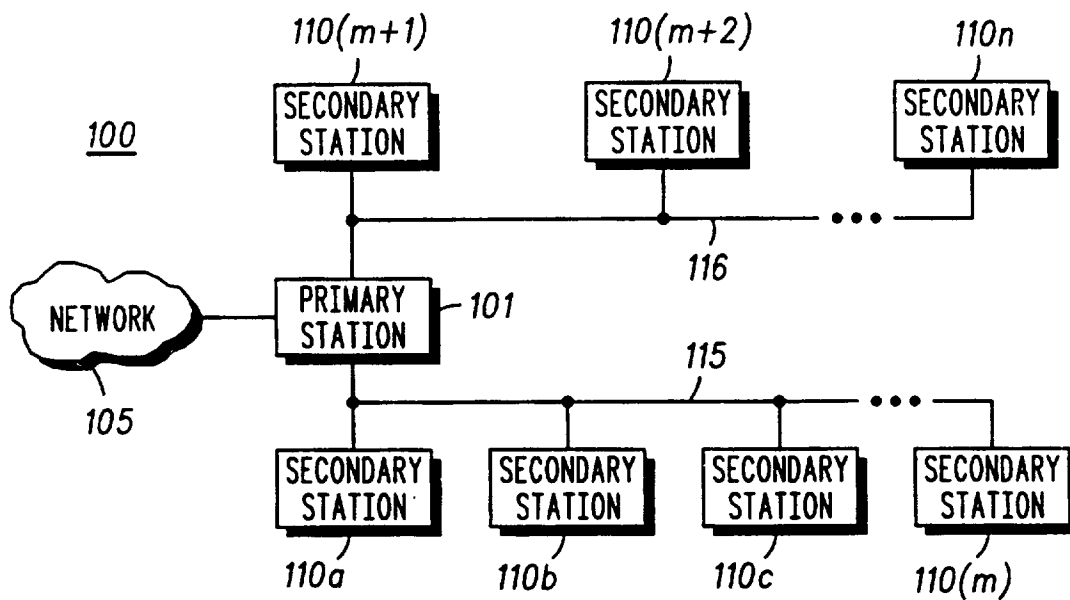 110(m+1)
110(m+2)
110n
SECONDARY
STATION
SECONDARY
STATION
SECONDARY
STATION
100
116
NETWORK
PRIMARY
STATION
101
105
115
SECONDARY
STATION
SECONDARY
STATION
SECONDARY
STATION
SECONDARY
STATION
110a
110b
110c
110(m)